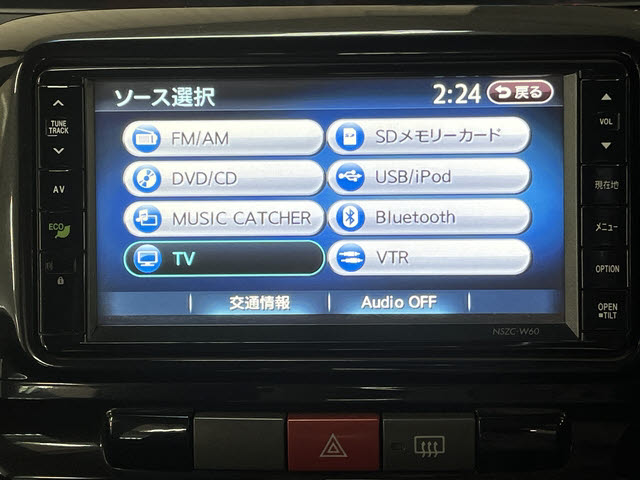 ソース選択 2:24 戻る
FM/AM SDメモリーカード
DVD/CD USB/iPod
MUSIC CATCHER Bluetooth
TV VTR
交通情報 Audio OFF
TUNE
TRACK
AV
ECO
VOL
現在地
メニュー
OPTION
OPEN
TILT
NSZC-W60